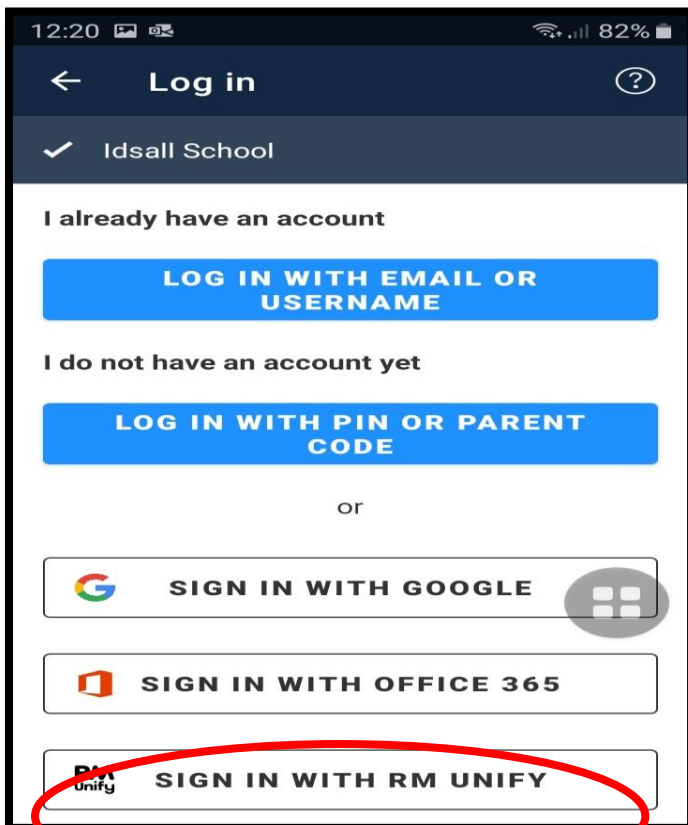 12:20 82%
Log in ?
Idsall School
I already have an account
LOG IN WITH EMAIL OR
USERNAME
I do not have an account yet
LOG IN WITH PIN OR PARENT
CODE
or
SIGN IN WITH GOOGLE
SIGN IN WITH OFFICE 365
RM
Unify
SIGN IN WITH RM UNIFY